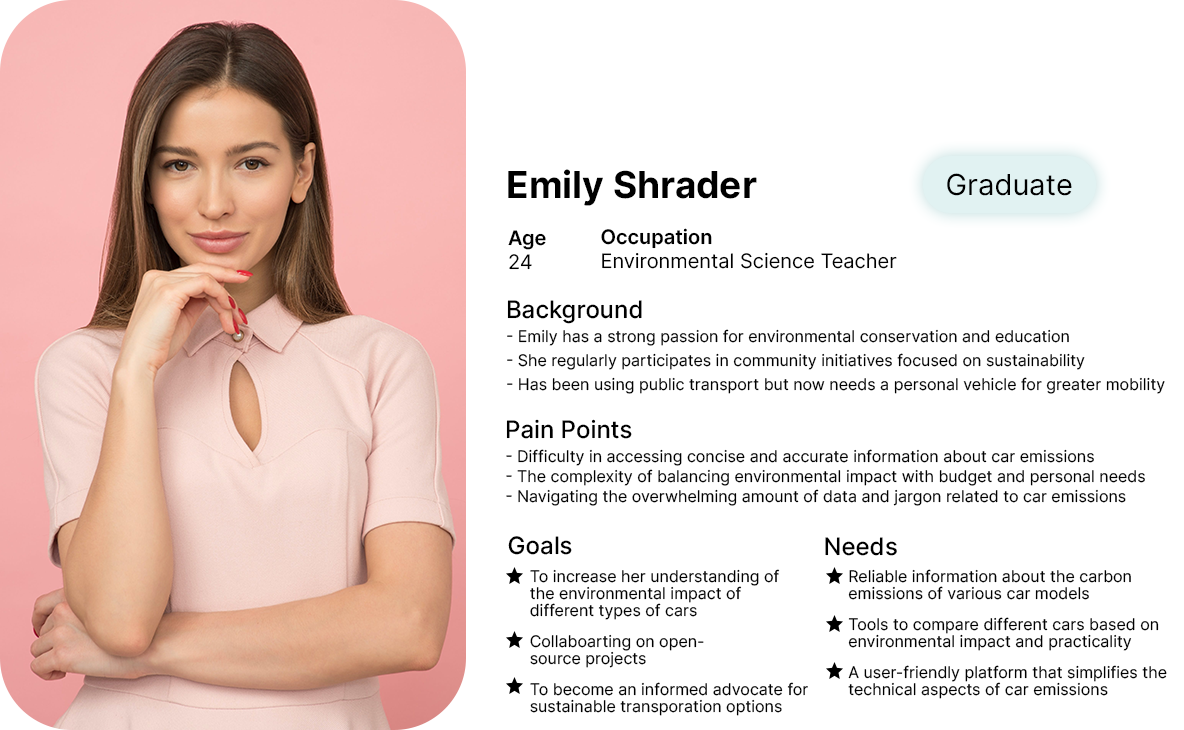 Emily Shrader
Graduate
Age
24
Occupation
Environmental Science Teacher
Background
- Emily has a strong passion for environmental conservation and education
- She regularly participates in community initiatives focused on sustainability
- Has been using public transport but now needs a personal vehicle for greater mobility
Pain Points
- Difficulty in accessing concise and accurate information about car emissions
- The complexity of balancing environmental impact with budget and personal needs
- Navigating the overwhelming amount of data and jargon related to car emissions
Goals
★ To increase her understanding of
the environmental impact of
different types of cars
★ Collaboarting on open-
source projects
★ To become an informed advocate for
sustainable transporation options
Needs
★ Reliable information about the carbon
emissions of various car models
★ Tools to compare different cars based on
environmental impact and practicality
★ A user-friendly platform that simplifies the
technical aspects of car emissions